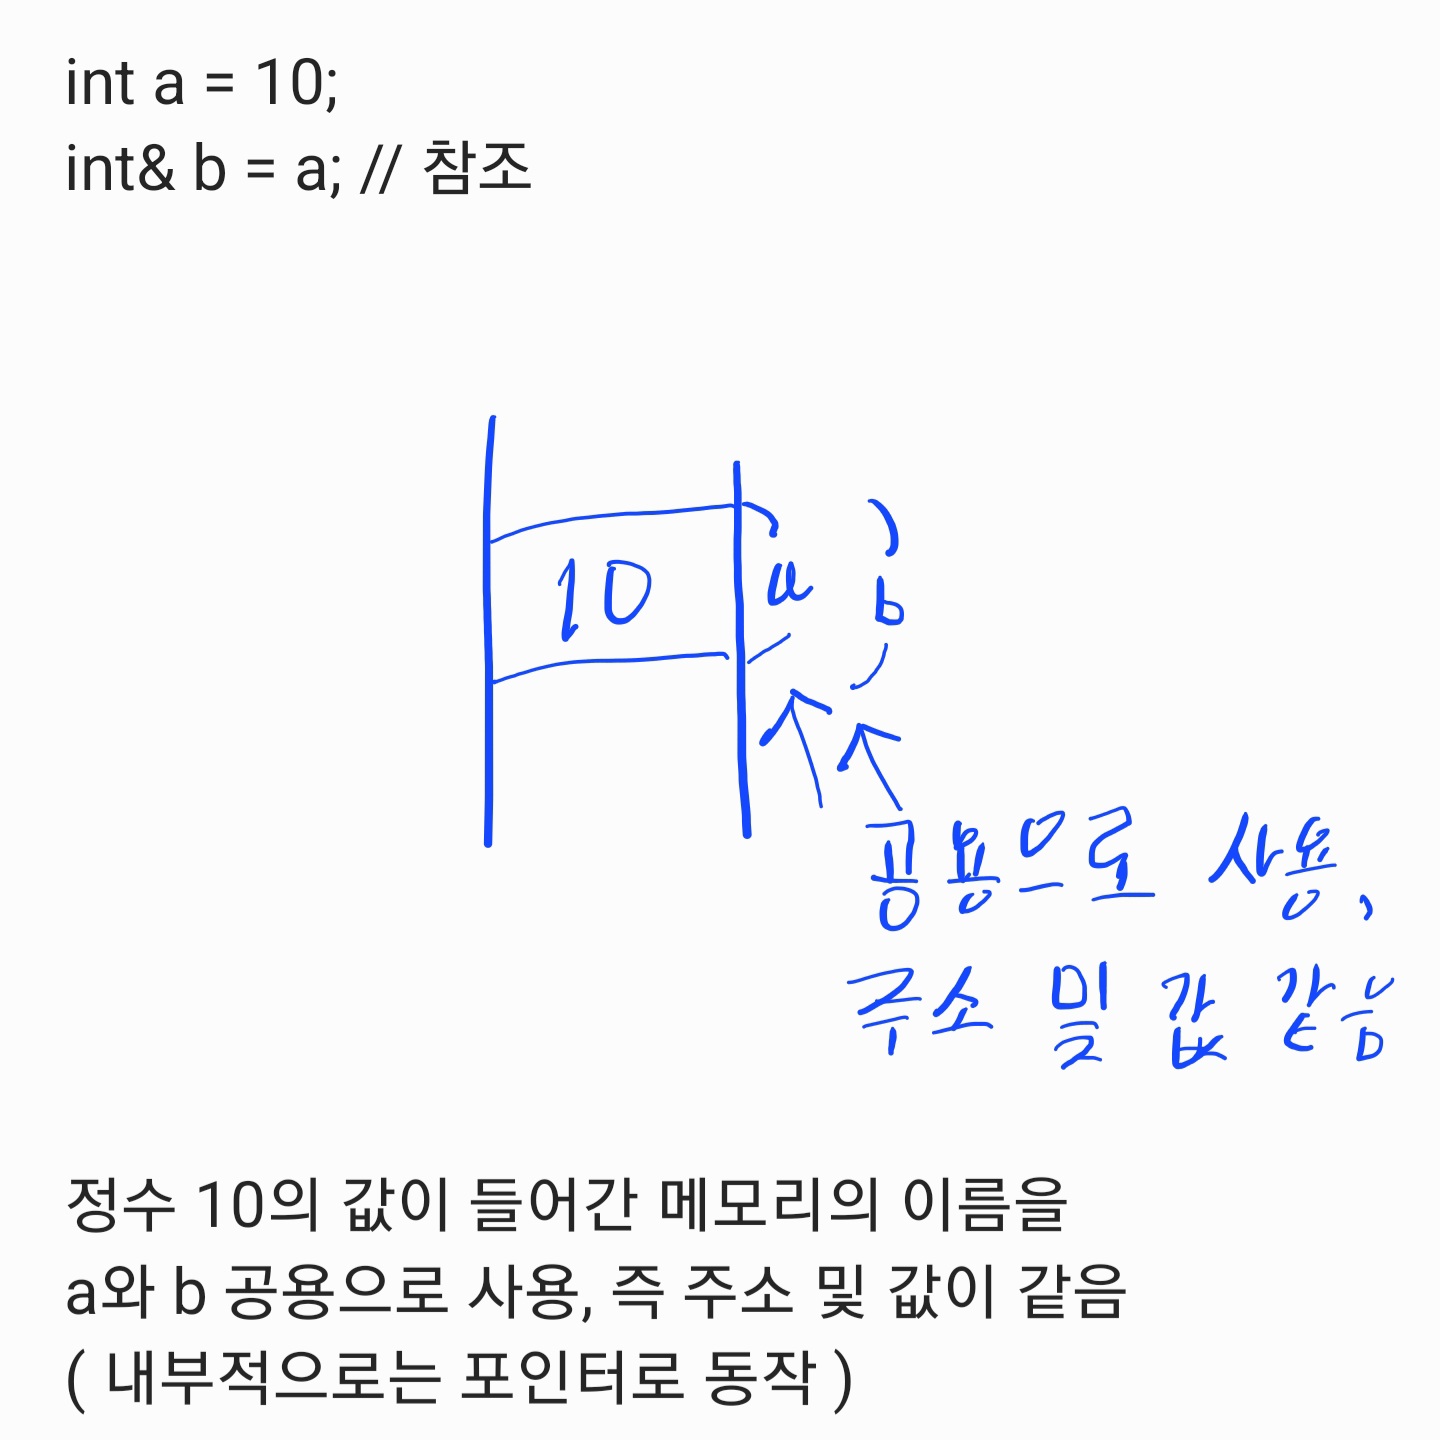 int a = 10;
int& b = a; // 참조
10 a b
공용으로 사용,
주소 및 값 같음
정수 10의 값이 들어간 메모리의 이름을
a와 b 공용으로 사용, 즉 주소 및 값이 같음
( 내부적으로는 포인터로 동작 )